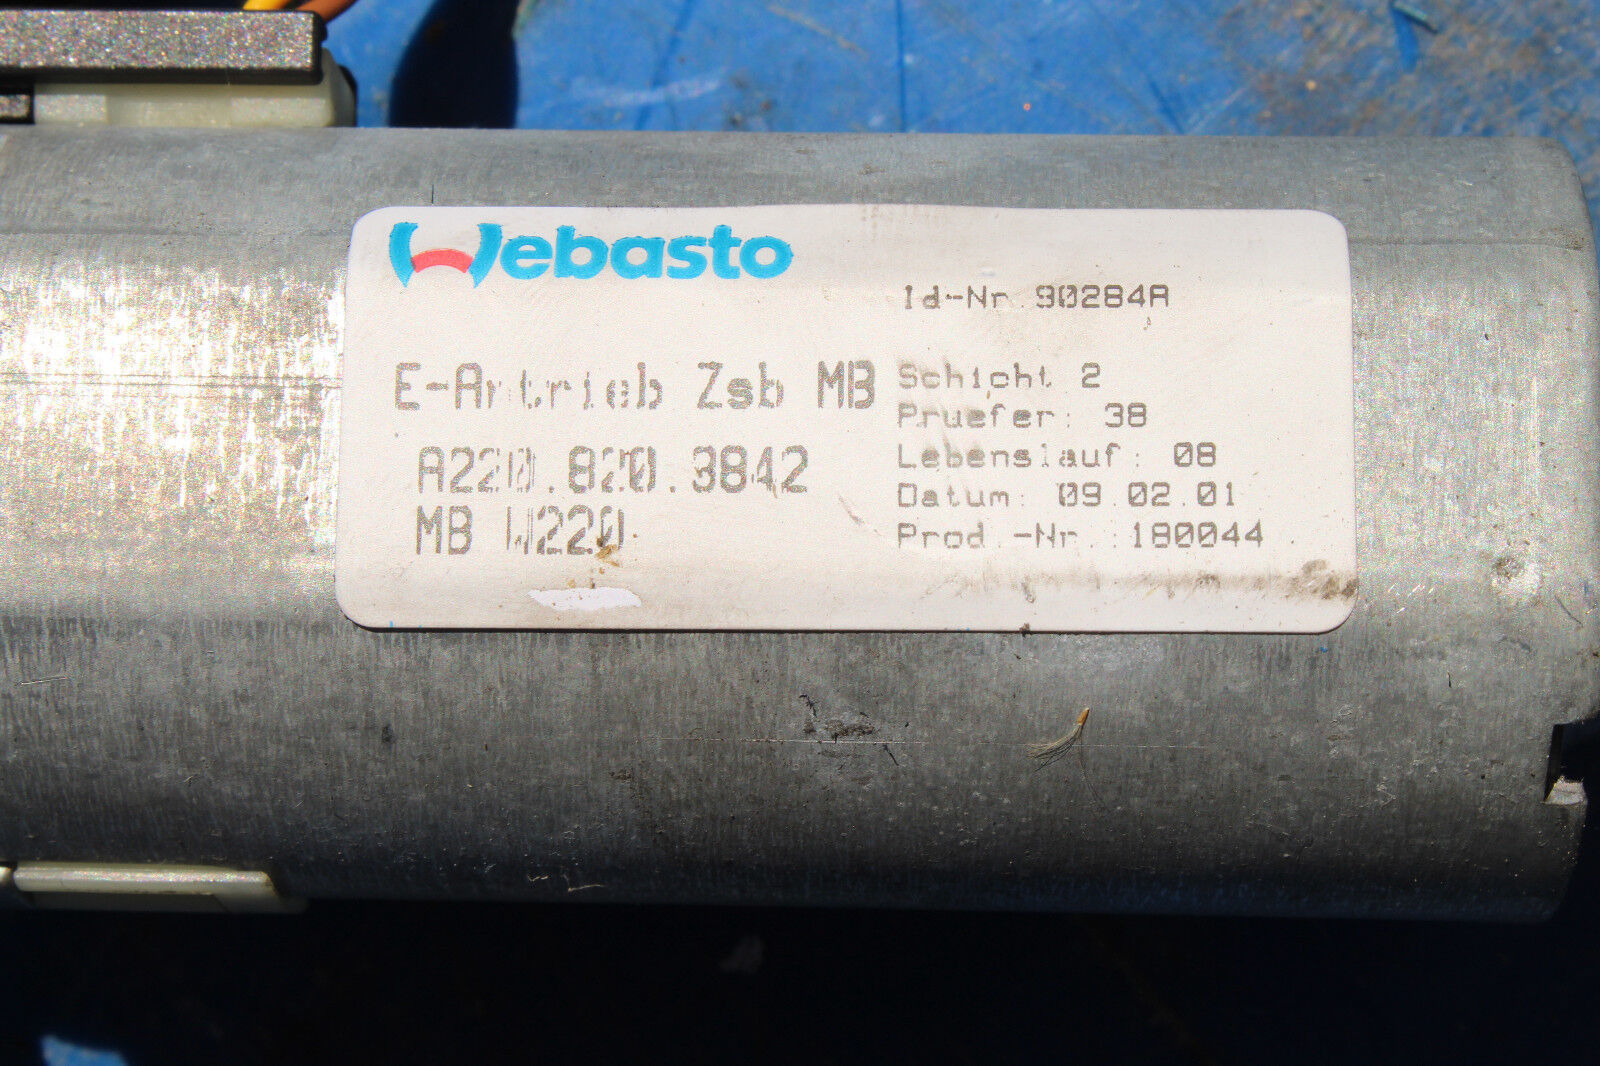 Webasto
Id-Nr.90284A
E-Antrieb Zsb MB
A220.820.3842
MB W220
Schicht 2
Pruefer: 38
Lebenslauf: 08
Datum: 09.02.01
Prod.-Nr.:180044